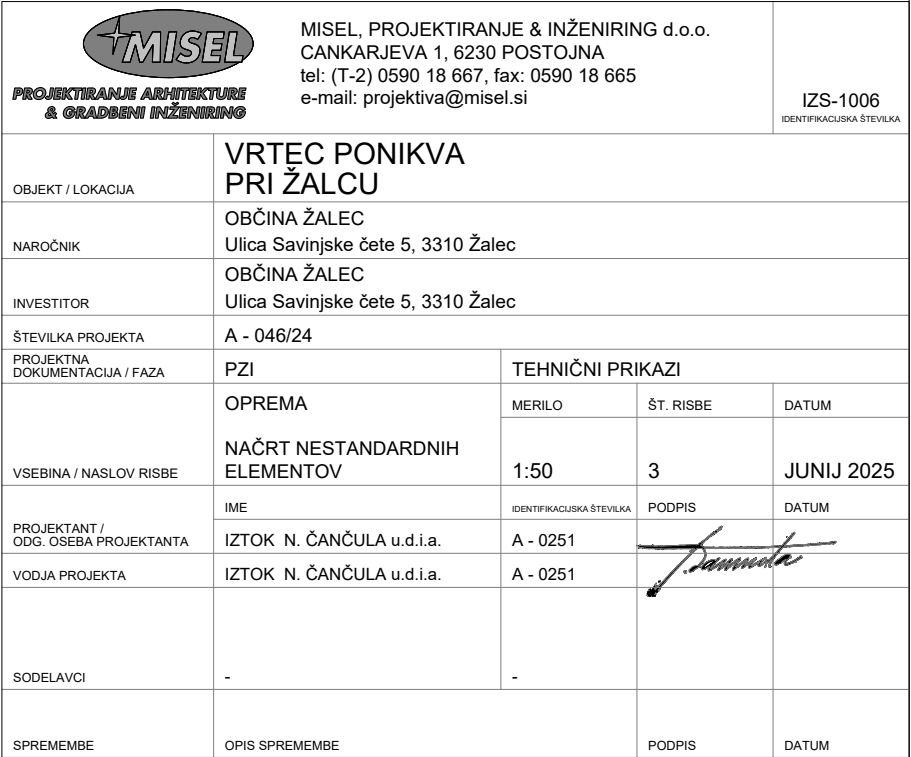 MISEL
PROJEKTIRANJE ARHITEKTURE
& GRADBENI INŽENIRING
MISEL, PROJEKTIRANJE & INŽENIRING d.o.o.
CANKARJEVA 1, 6230 POSTOJNA
tel: (T-2) 0590 18 667, fax: 0590 18 665
e-mail: projektiva@misel.si
IZS-1006
IDENTIFIKACIJSKA ŠTEVILKA
OBJEKT / LOKACIJA
VRTEC PONIKVA
PRI ŽALCU
NAROČNIK
OBČINA ŽALEC
Ulica Savinjske čete 5, 3310 Žalec
INVESTITOR
OBČINA ŽALEC
Ulica Savinjske čete 5, 3310 Žalec
ŠTEVILKA PROJEKTA
A - 046/24
PROJEKTNA
DOKUMENTACIJA / FAZA
PZI
TEHNIČNI PRIKAZI
VSEBINA / NASLOV RISBE
OPREMA
NAČRT NESTANDARDNIH
ELEMENTOV
MERILO
ŠT. RISBE
DATUM
1:50
3
JUNIJ 2025
IME
IDENTIFIKACIJSKA ŠTEVILKA
PODPIS
DATUM
PROJEKTANT /
ODG. OSEBA PROJEKTANTA
IZTOK N. ČANČULA u.d.i.a.
A - 0251
VODJA PROJEKTA
IZTOK N. ČANČULA u.d.i.a.
A - 0251
SODELAVCI
-
-
SPREMEMBE
OPIS SPREMEMBE
PODPIS
DATUM